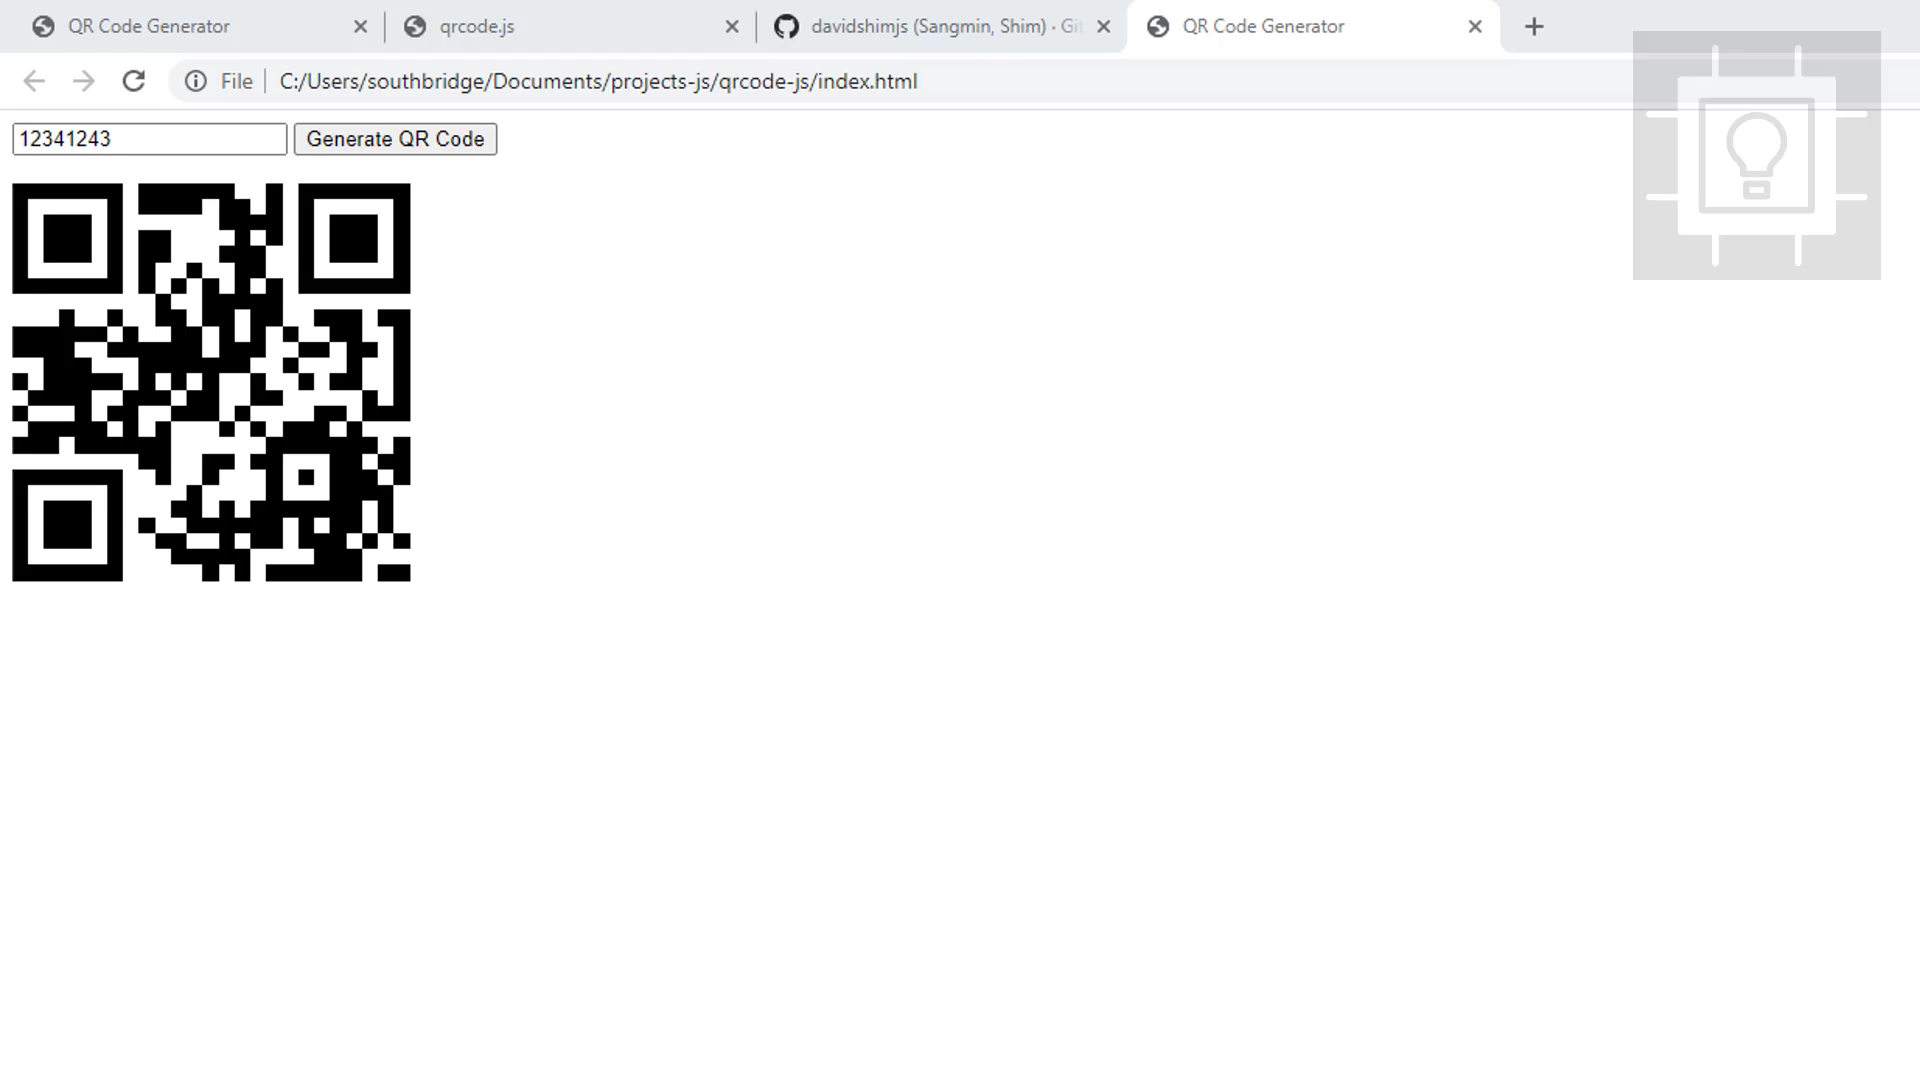 QR Code Generator
qrcode.js
davidshimjs (Sangmin, Shim) · Git
QR Code Generator
File
C:/Users/southbridge/Documents/projects-js/qrcode-js/index.html
12341243
Generate QR Code